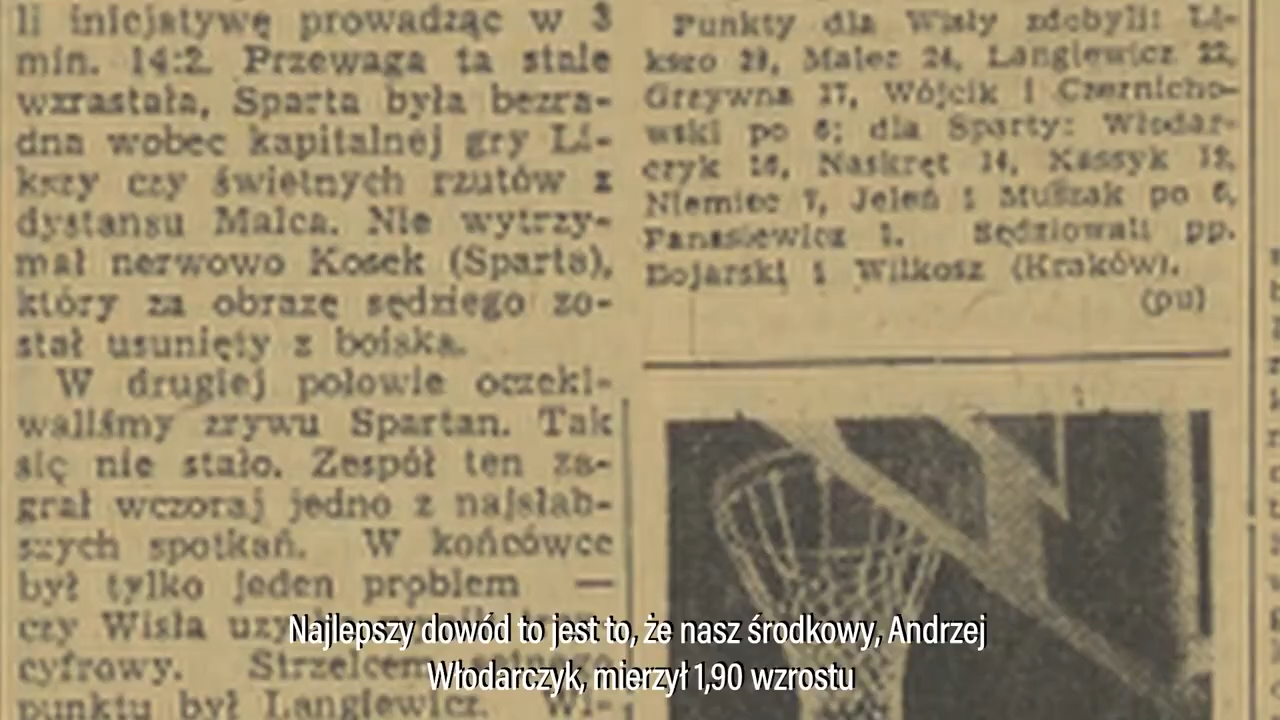 li inicjatywę prowadząc w 3
min. 14:2. Przewaga ta stale
wzrastała, Sparta była bezra-
dna wobec kapitalnej gry Li-
kszy czy świetnych rzutów z
dystansu Malca. Nie wytrzy-
mał nerwowo Kosek (Sparta),
który za obrazę sędziego zo-
stał usunięty z boiska.
W drugiej połowie oczeki-
waliśmy zrywu Spartan. Tak
się nie stało. Zespół ten za-
grał wczoraj jedno z najsłab-
szych spotkań. W końcówce
był tylko jeden problem —
czy Wisła
cyfrowy. Strzelcem
punktu był Langiewicz. Wi-
Punkty dla Wisły zdobyli: Li-
kszo Malec 24, Langiewicz 22,
Grzywna 17, Wójcik i Czernicho-
wski po 6; dla Sparty: Włodar-
czyk 16, Naskręt 14, Kassyk
Niemiec 7, Jeleń i Muszak po 6,
Panasiewicz 1. Sędziowali pp.
Bojarski i Wilkosz (Kraków).
(pu)
Najlepszy dowód to jest to, że nasz środkowy, Andrzej
Włodarczyk, mierzył 1,90 wzrostu